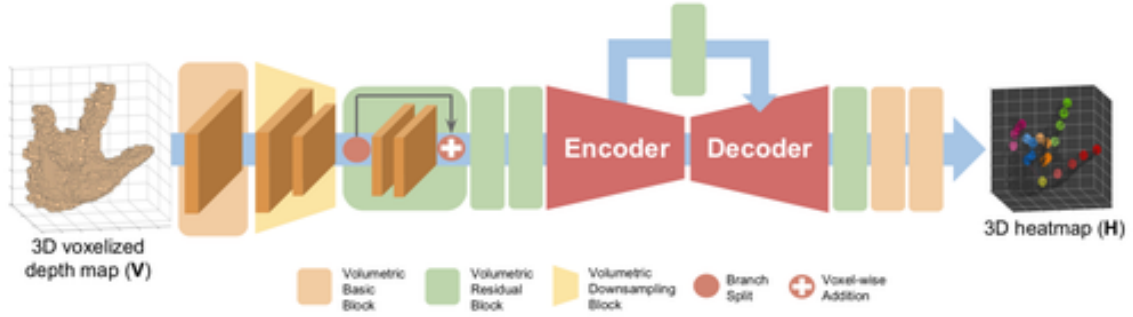 Encoder
Decoder
3D voxelized
depth map (V)
3D heatmap (H)
Volumetric
Basic
Block
Volumetric
Residual
Block
Volumetric
Downsampling
Block
Branch
Split
Voxel-wise
Addition